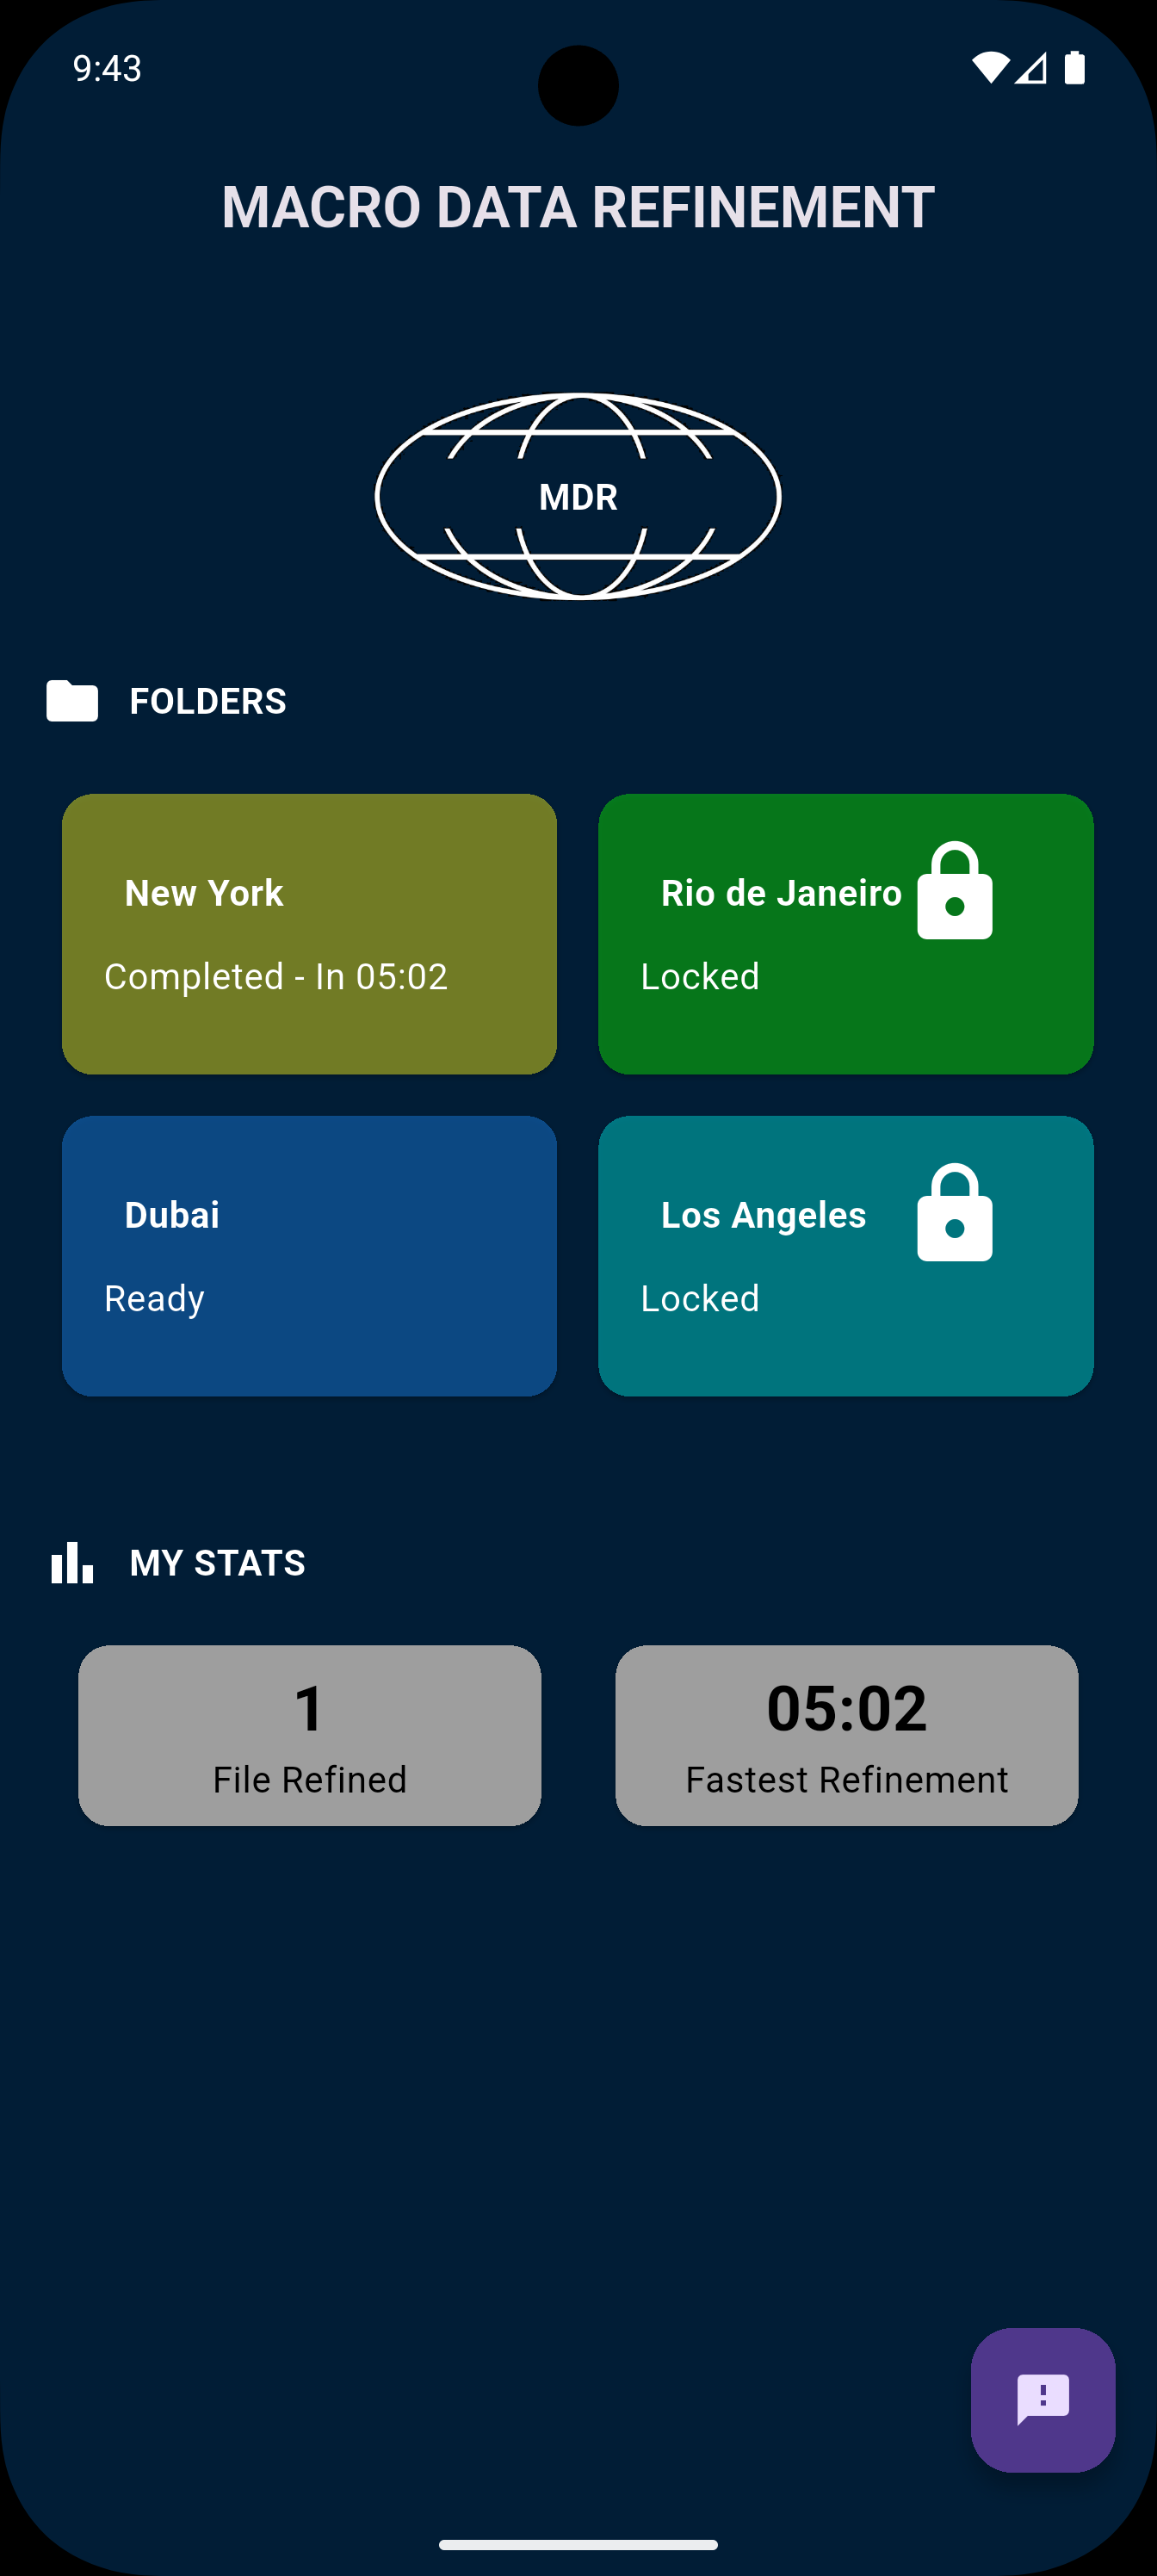 9:43
MACRO DATA REFINEMENT
MDR
FOLDERS
New York
Completed - In 05:02
Rio de Janeiro
Locked
Dubai
Ready
Los Angeles
Locked
MY STATS
1
File Refined
05:02
Fastest Refinement